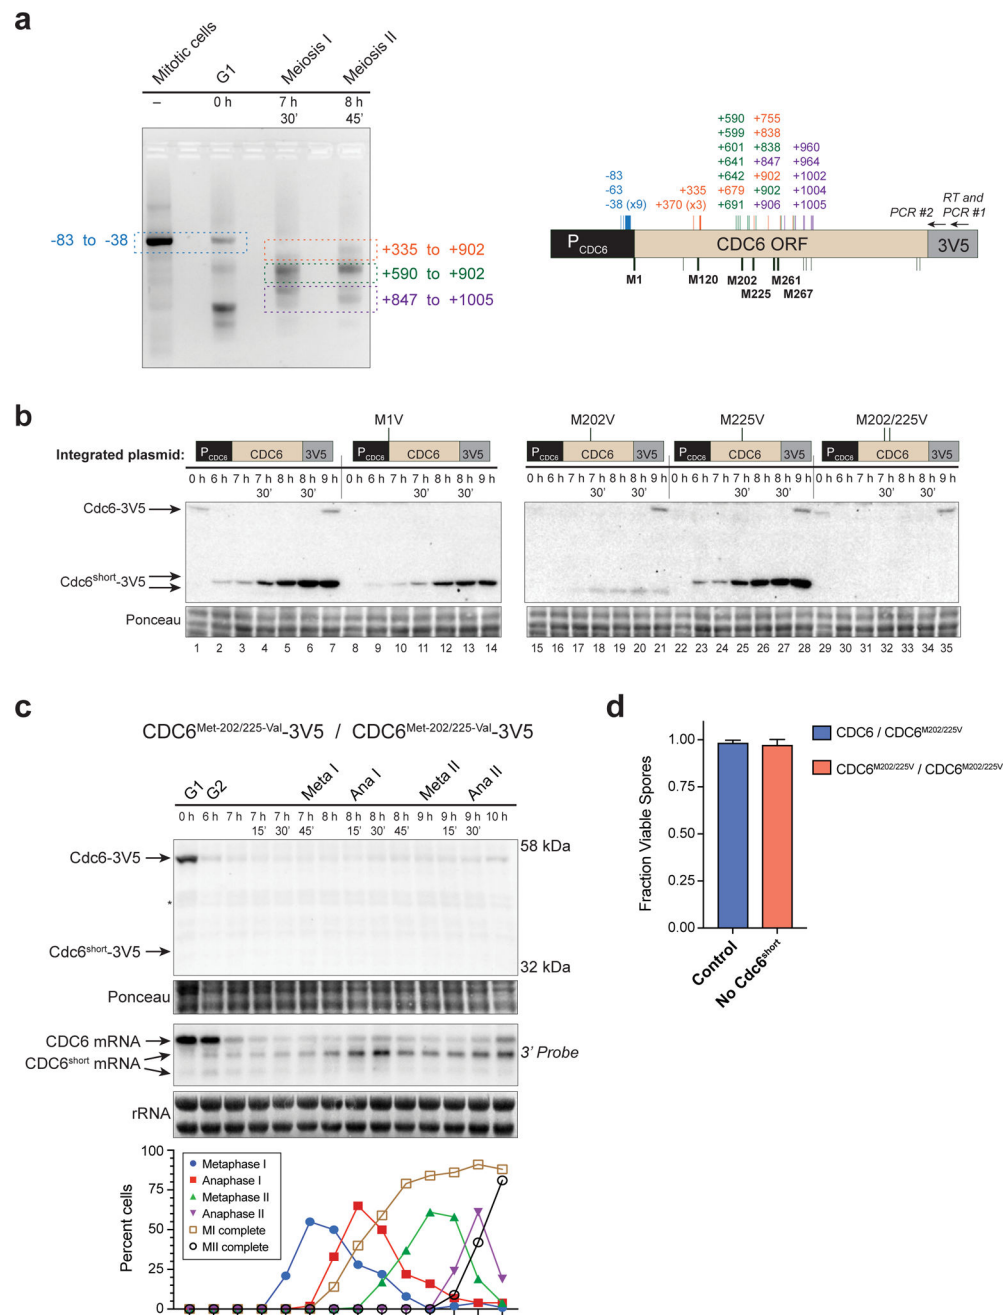 a
Mitotic cells
G1
Meiosis I
Meiosis II
–
0 h
7 h
30’
8 h
45’
-83 to -38
+335 to +902
+590 to +902
+847 to +1005
+590
+599
+601
+641
+642
+679
+691
+755
+838
+838
+847
+902
+902
+906
+960
+964
+1002
+1004
+1005
-83
-63
-38 (x9)
+335
+370 (x3)
RT and
PCR #2 PCR #1
PCDC6
CDC6 ORF
3V5
M1
M120
M202
M225
M261
M267
b
M1V
M202V
M225V
M202/225V
Integrated plasmid:
PCDC6 CDC6 3V5
PCDC6 CDC6 3V5
PCDC6 CDC6 3V5
PCDC6 CDC6 3V5
PCDC6 CDC6 3V5
0 h 6 h 7 h 7 h 8 h 8 h 9 h 0 h 6 h 7 h 7 h 8 h 8 h 9 h
30’ 30’ 30’ 30’
0 h 6 h 7 h 7 h 8 h 8 h 9 h 0 h 6 h 7 h 7 h 8 h 8 h 9 h 0 h 6 h 7 h 7 h 8 h 8 h 9 h
30’ 30’ 30’ 30’ 30’ 30’
Cdc6-3V5
Cdc6short-3V5
Ponceau
1 2 3 4 5 6 7 8 9 10 11 12 13 14
15 16 17 18 19 20 21 22 23 24 25 26 27 28 29 30 31 32 33 34 35
c
CDC6Met-202/225-Val-3V5 / CDC6Met-202/225-Val-3V5
G1
G2
Meta I
Ana I
Meta II
Ana II
0 h 6 h 7 h 7 h 7 h 7 h 8 h 8 h 8 h 8 h 9 h 9 h 9 h 10 h
15’ 30’ 45’ 15’ 30’ 45’ 15’ 30’
58 kDa
Cdc6-3V5
*
Cdc6short-3V5
32 kDa
Ponceau
CDC6 mRNA
CDC6short mRNA
3’ Probe
rRNA
Percent cells
100
75
50
25
0
Metaphase I
Anaphase I
Metaphase II
Anaphase II
MI complete
MII complete
d
Fraction Viable Spores
1.00
0.75
0.50
0.25
0.00
Control
No Cdc6short
CDC6 / CDC6M202/225V
CDC6M202/225V / CDC6M202/225V